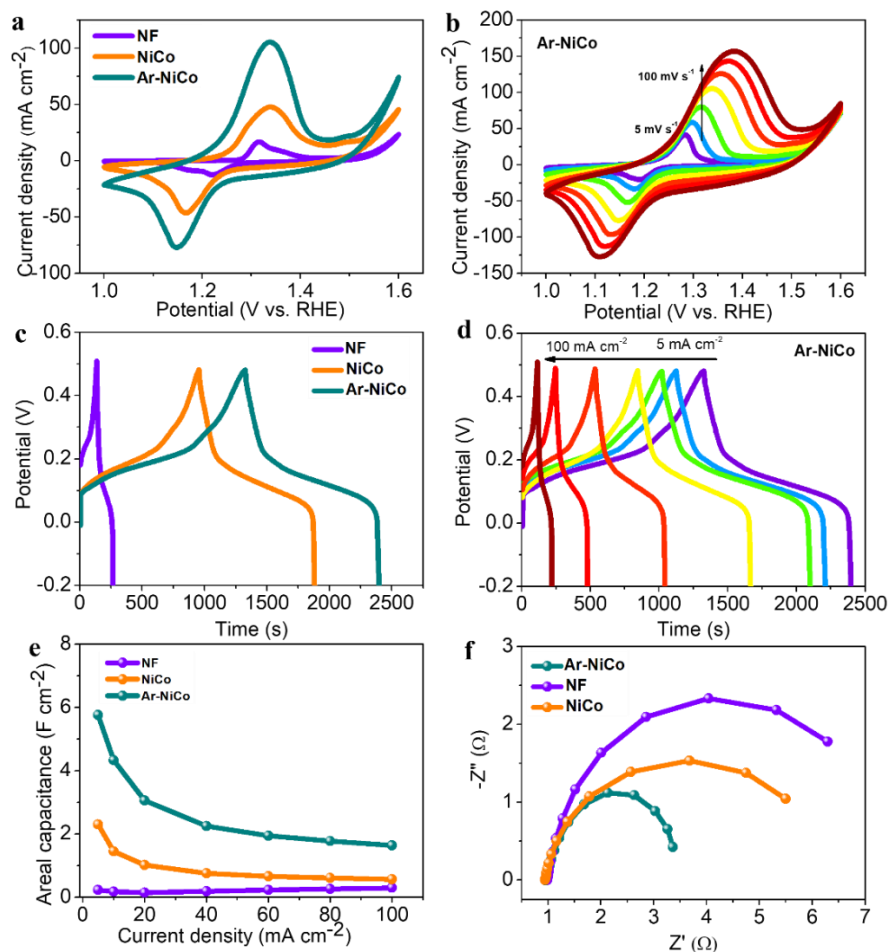 a
NF
NiCo
Ar-NiCo
Current density (mA cm-2)
100
50
0
-50
100
1.0
1.2
1.4
1.6
Potential (V vs. RHE)
b
Ar-NiCo
100 mV s-1
5 mV s-1
Current density (mA cm-2)
200
150
100
50
0
-50
-100
-150
1.0
1.1
1.2
1.3
1.4
1.5
1.6
Potential (V vs. RHE)
c
NF
NiCo
Ar-NiCo
Potential (V)
0.6
0.4
0.2
0.0
-0.2
0
500
1000
1500
2000
2500
Time (s)
d
100 mA cm-2
5 mA cm-2
Ar-NiCo
Potential (V)
0.6
0.4
0.2
0.0
-0.2
0
500
1000
1500
2000
2500
Time (s)
e
NF
NiCo
Ar-NiCo
Areal capacitance (F cm-2)
8
6
4
2
0
0
20
40
60
80
100
Current density (mA cm-2)
f
Ar-NiCo
NF
NiCo
-Z" (Ω)
3
2
1
0
0
1
2
3
4
5
6
7
Z' (Ω)